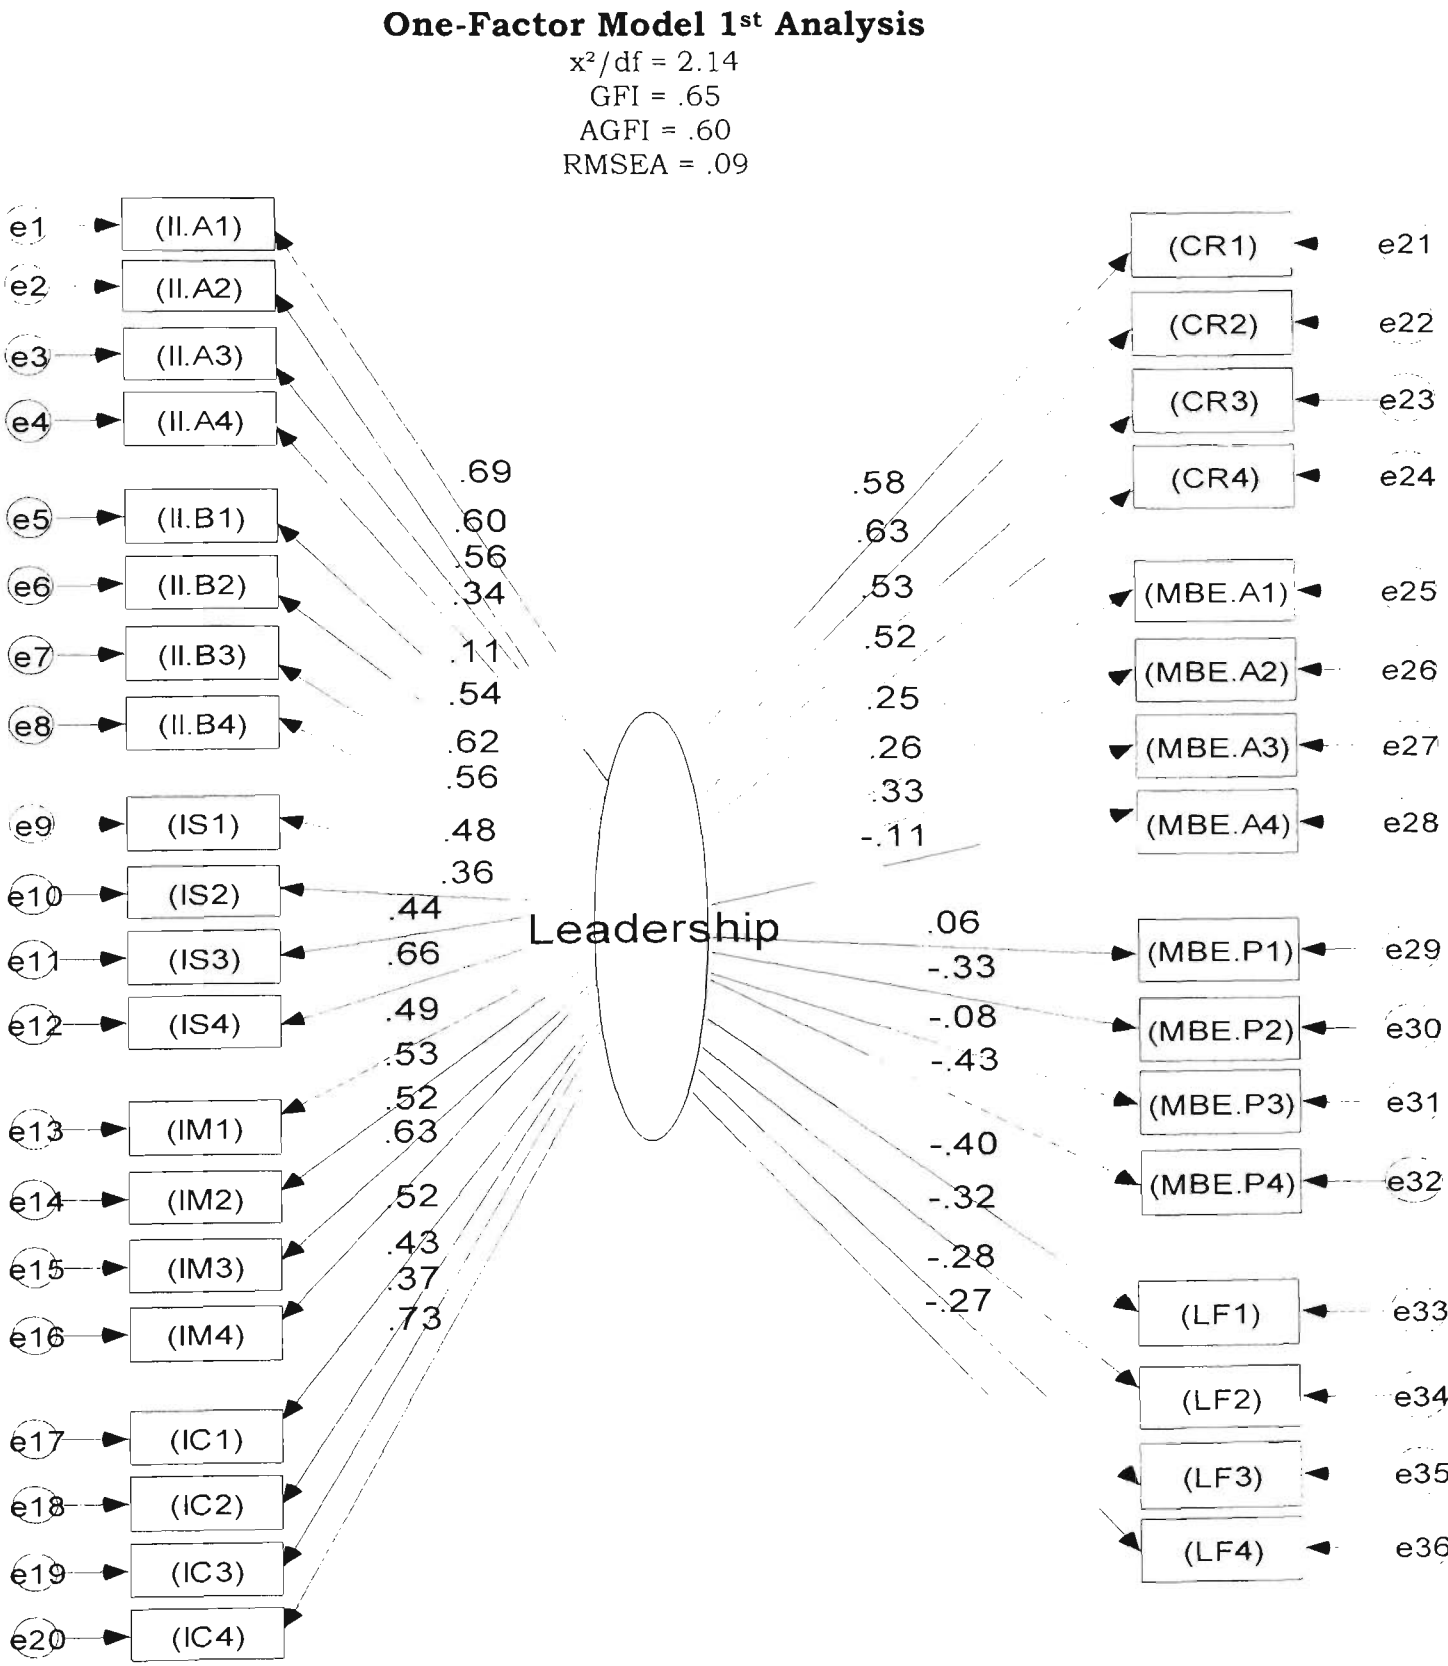 One-Factor Model 1st Analysis
x²/df = 2.14
GFI = .65
AGFI = .60
RMSEA = .09
e1 (II.A1)
e2 (II.A2)
e3 (II.A3)
e4 (II.A4)
e5 (II.B1)
e6 (II.B2)
e7 (II.B3)
e8 (II.B4)
e9 (IS1)
e10 (IS2)
e11 (IS3)
e12 (IS4)
e13 (IM1)
e14 (IM2)
e15 (IM3)
e16 (IM4)
e17 (IC1)
e18 (IC2)
e19 (IC3)
e20 (IC4)
.69
.60
.56
.34
.11
.54
.62
.56
.48
.36
.44
.66
.49
.53
.52
.63
.52
.43
.37
.73
Leadership
.58
.63
.53
.52
.25
.26
.33
-.11
.06
-.33
-.08
-.43
-.40
-.32
-.28
-.27
(CR1) e21
(CR2) e22
(CR3) e23
(CR4) e24
(MBE.A1) e25
(MBE.A2) e26
(MBE.A3) e27
(MBE.A4) e28
(MBE.P1) e29
(MBE.P2) e30
(MBE.P3) e31
(MBE.P4) e32
(LF1) e33
(LF2) e34
(LF3) e35
(LF4) e36